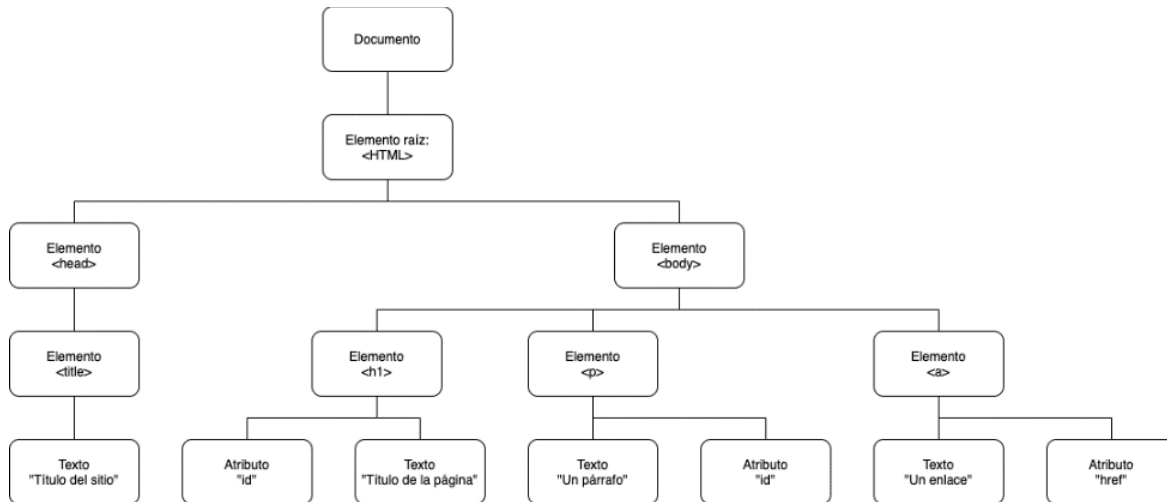 Documento
Elemento raíz:
<HTML>
Elemento
<head>
Elemento
<body>
Elemento
<title>
Elemento
<h1>
Elemento
<p>
Elemento
<a>
Texto
"Título del sitio"
Atributo
"id"
Texto
"Título de la página"
Texto
"Un párrafo"
Atributo
"id"
Texto
"Un enlace"
Atributo
"href"